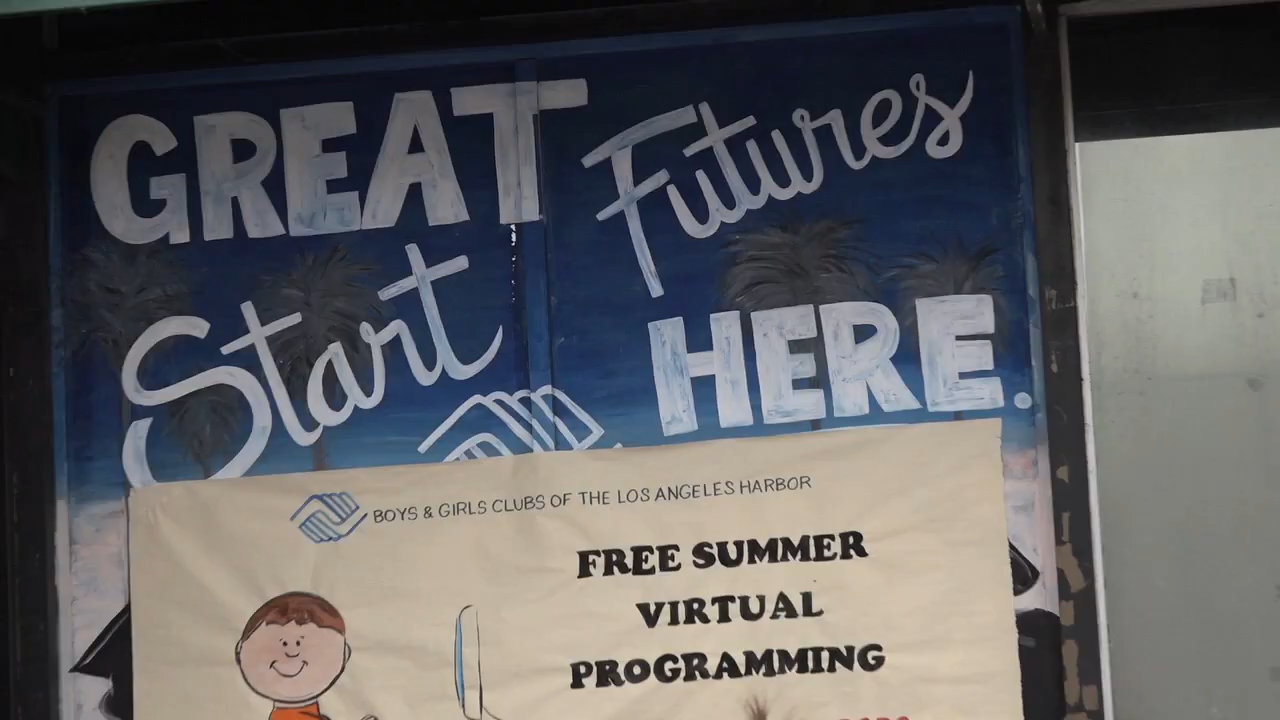 GREAT Futures
Start HERE.
BOYS & GIRLS CLUBS OF THE LOS ANGELES HARBOR
FREE SUMMER
VIRTUAL
PROGRAMMING